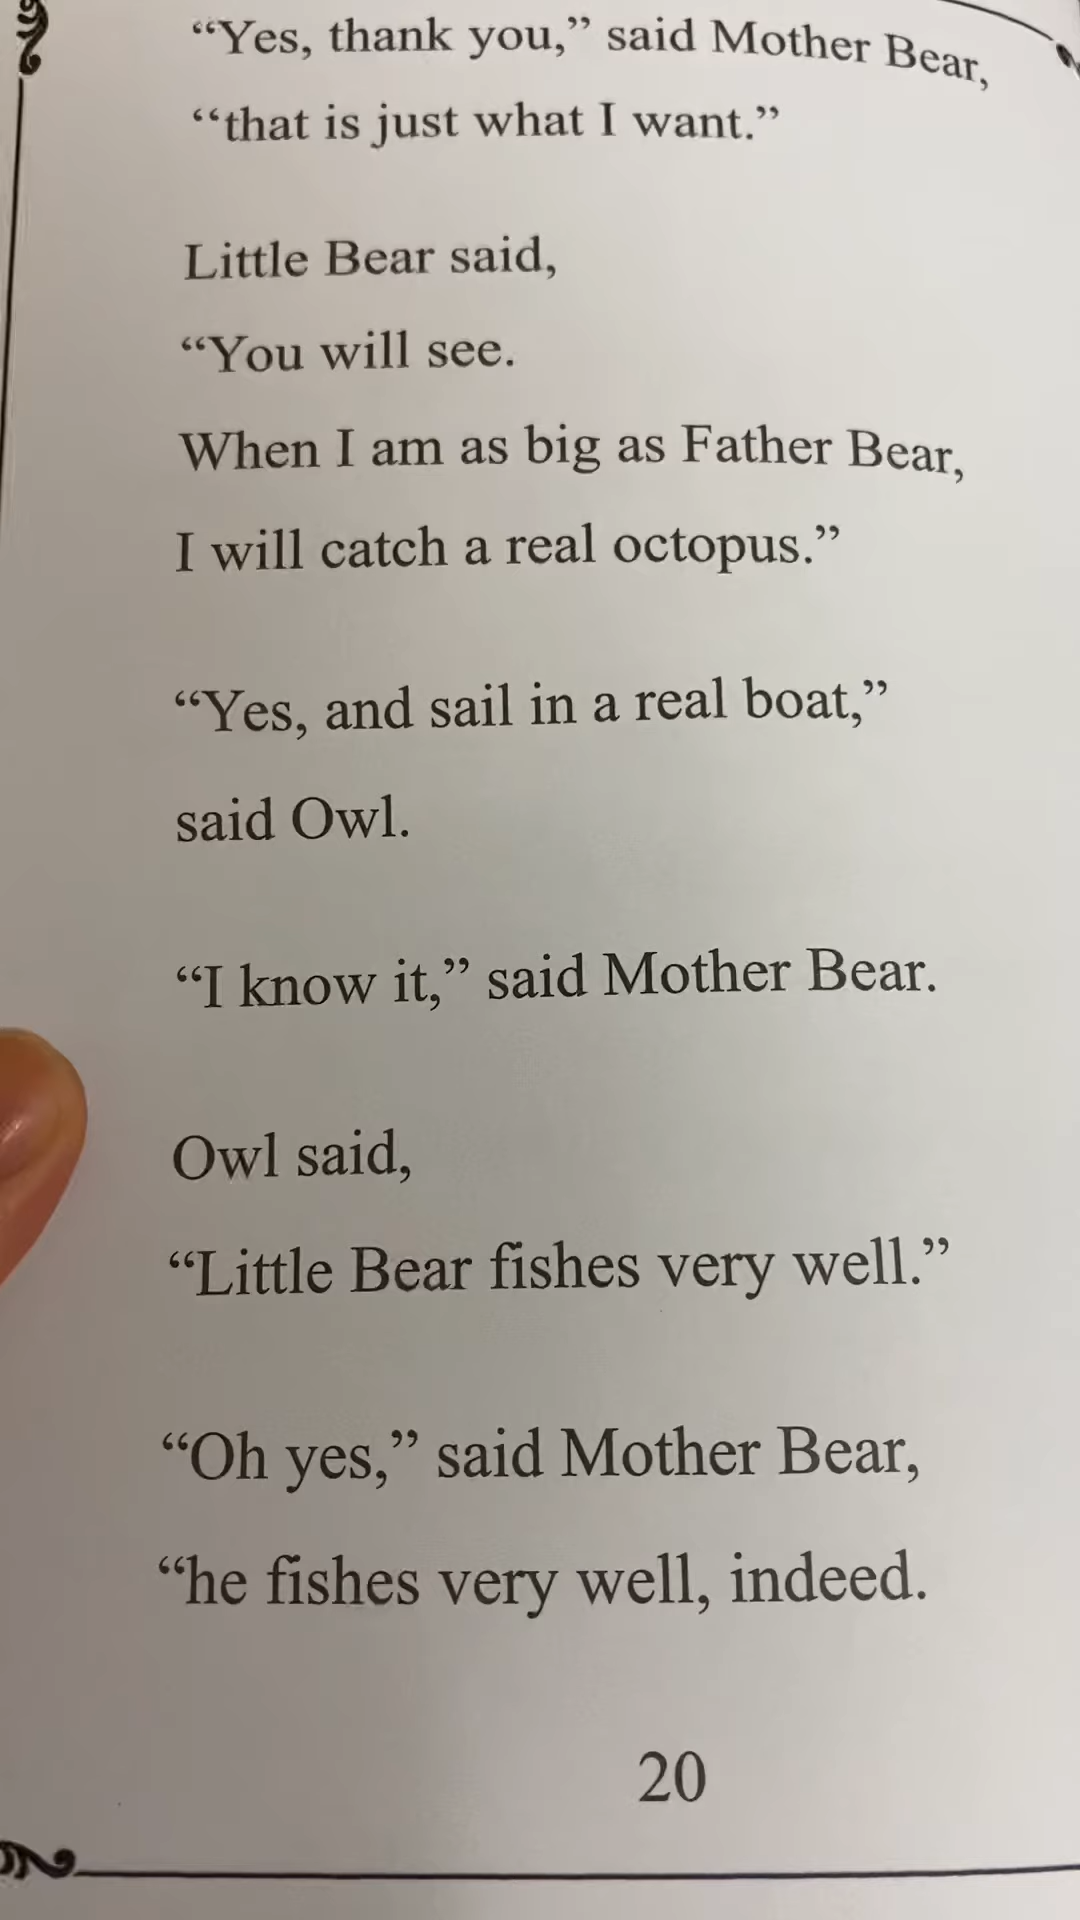 “Yes, thank you,” said Mother Bear,
“that is just what I want.”
Little Bear said,
“You will see.
When I am as big as Father Bear,
I will catch a real octopus.”
“Yes, and sail in a real boat,”
said Owl.
“I know it,” said Mother Bear.
Owl said,
“Little Bear fishes very well.”
“Oh yes,” said Mother Bear,
“he fishes very well, indeed.
20